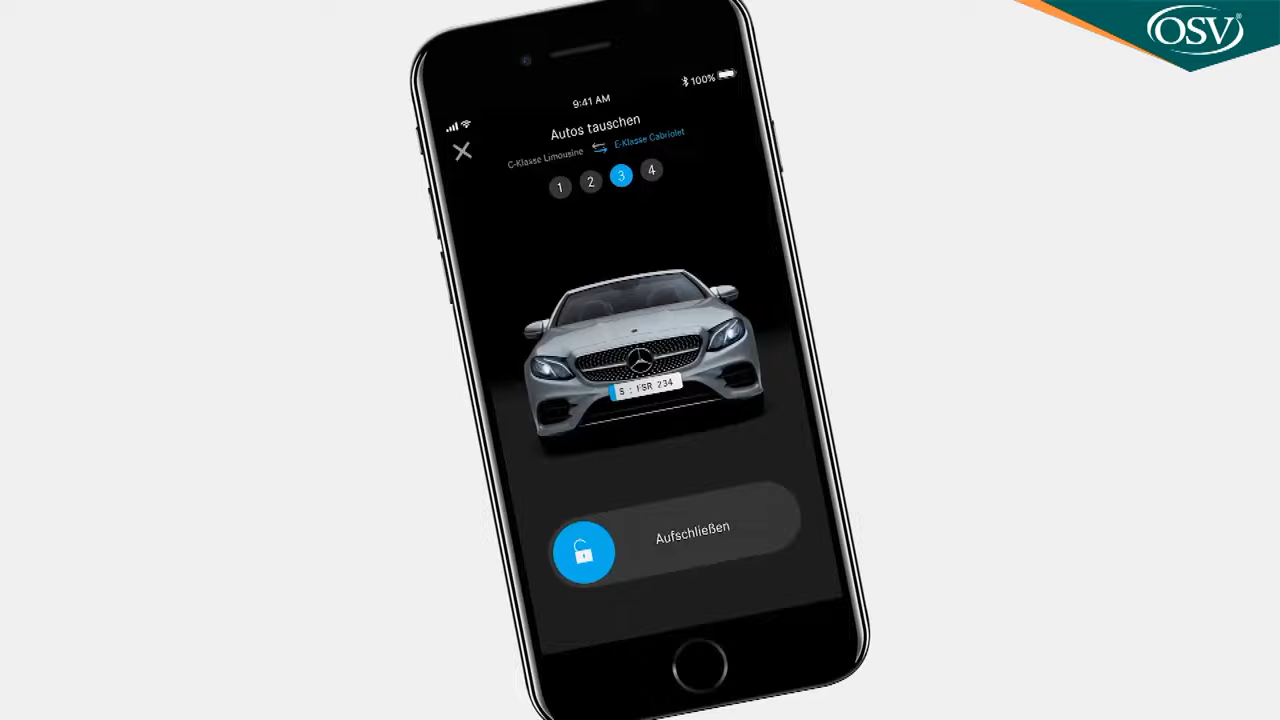 OSV®
100%
9:41 AM
Autos tauschen
C-Klasse Limousine E-Klasse Cabriolet
1 2 3 4
S : FSR 234
Aufschließen